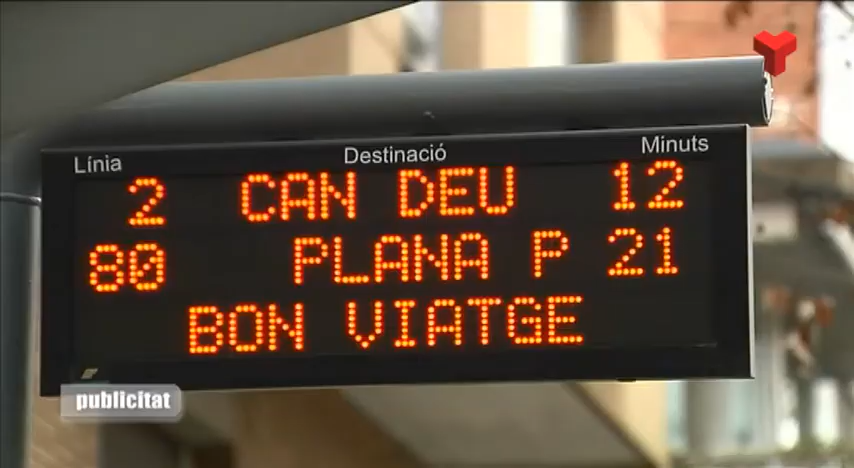 Línia Destinació Minuts
2 CAN DEU 12
80 PLANA P 21
BON VIATGE
publicitat